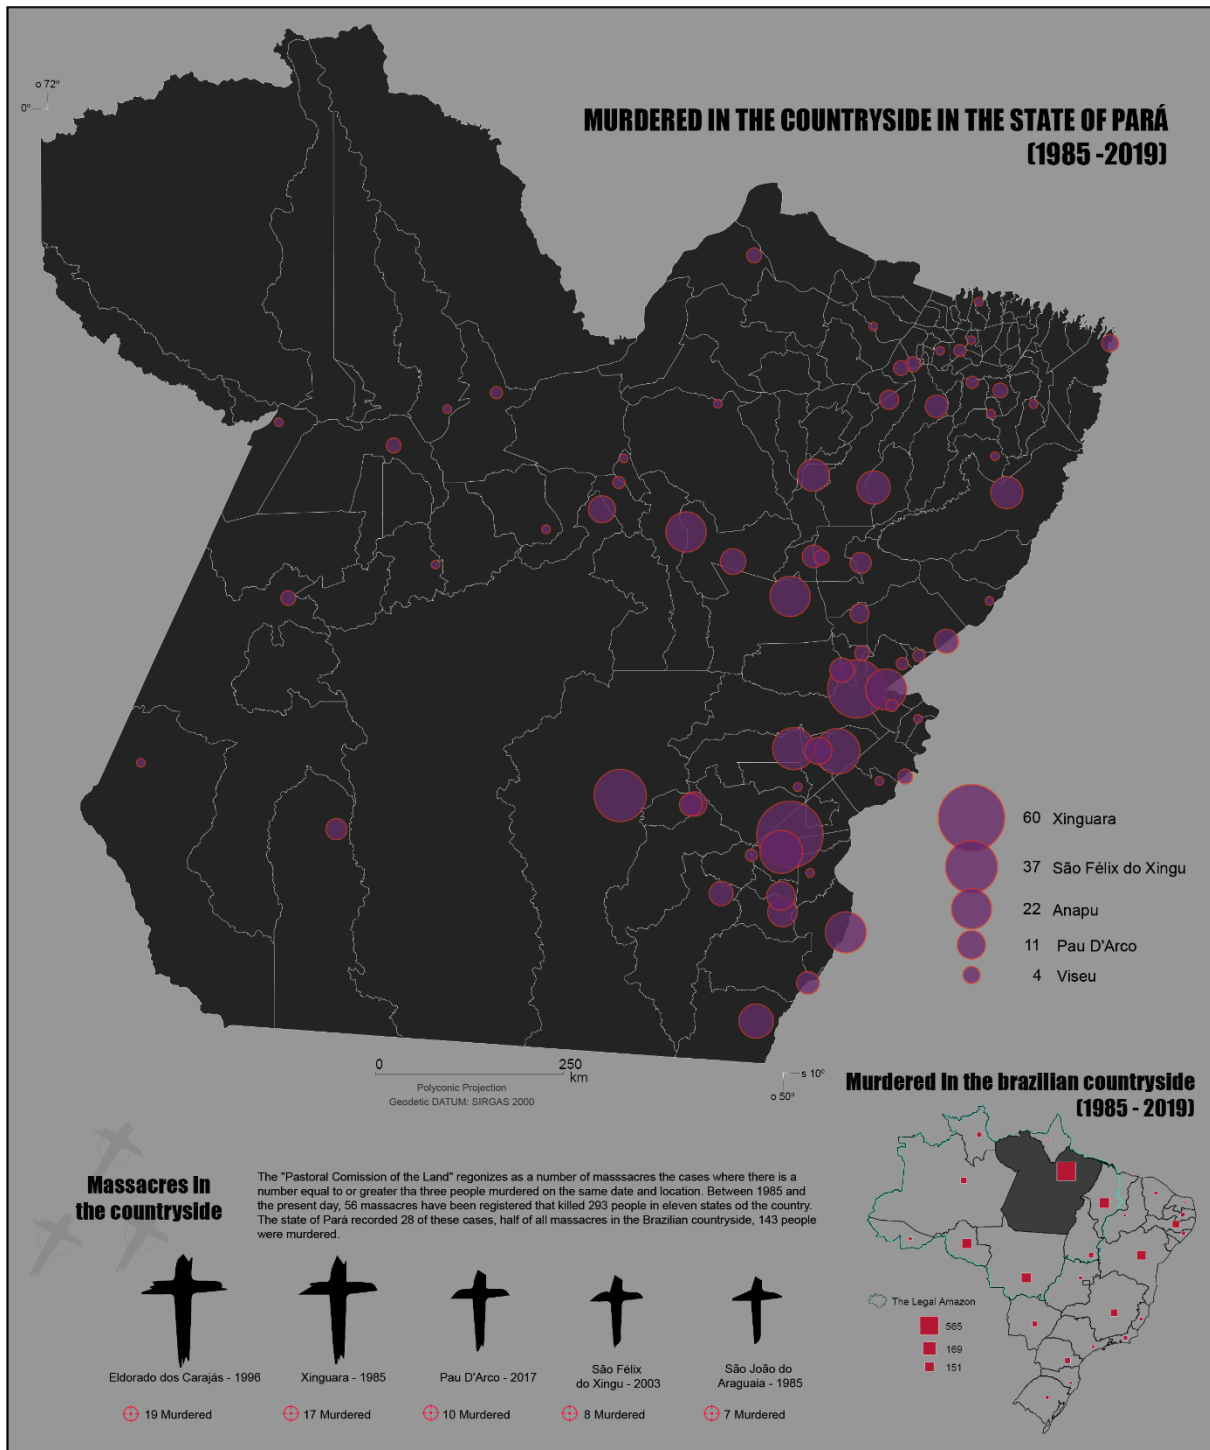 o 72º
0º
MURDERED IN THE COUNTRYSIDE IN THE STATE OF PARÁ
(1985 -2019)
60 Xinguara
37 São Félix do Xingu
22 Anapu
11 Pau D'Arco
4 Viseu
0 250
km
Polyconic Projection
Geodetic DATUM: SIRGAS 2000
s 10º
o 50º
Murdered In the brazilian countryside
(1985 - 2019)
The Legal Amazon
565
169
151
Massacres in
the countryside
The "Pastoral Comission of the Land" regonizes as a number of masssacres the cases where there is a
number equal to or greater tha three people murdered on the same date and location. Between 1985 and
the present day, 56 massacres have been registered that killed 293 people in eleven states od the country.
The state of Pará recorded 28 of these cases, half of all massacres in the Brazilian countryside, 143 people
were murdered.
Eldorado dos Carajás - 1996
19 Murdered
Xinguara - 1985
17 Murdered
Pau D'Arco - 2017
10 Murdered
São Félix
do Xingu - 2003
8 Murdered
São João do
Araguaia - 1985
7 Murdered